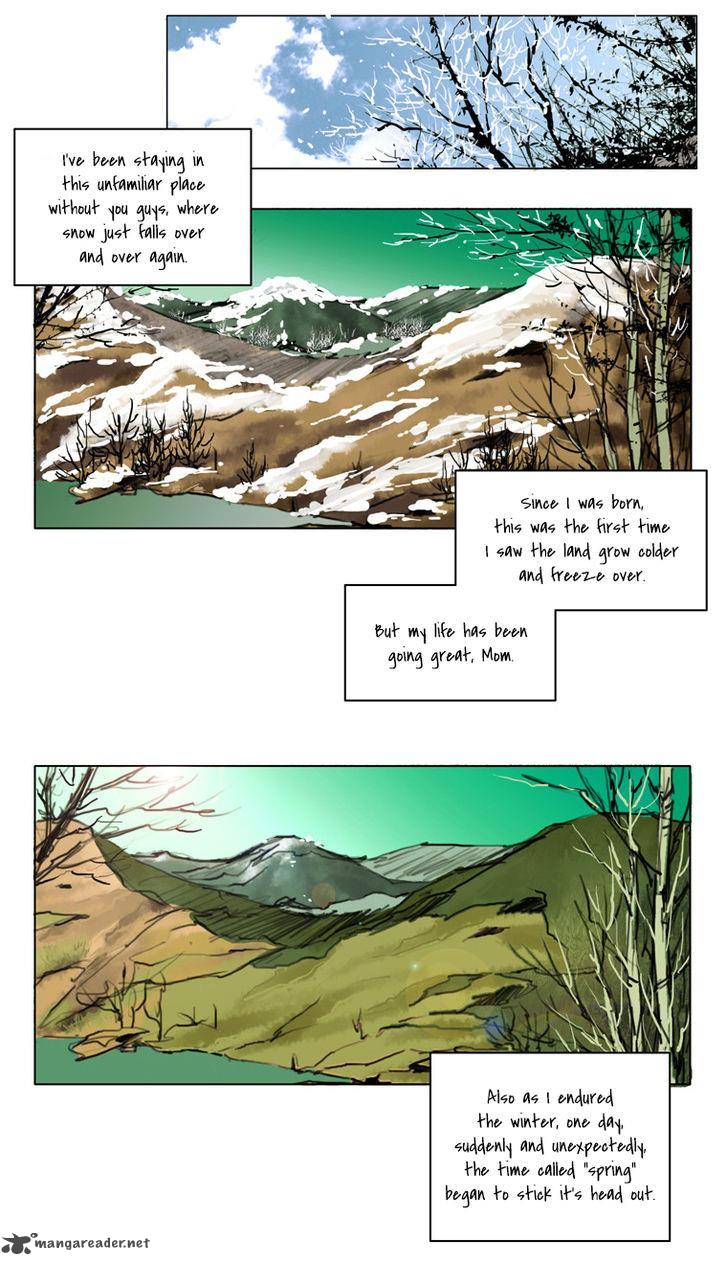 I've been staying in
this unfamiliar place
without you guys, where
snow just falls over
and over again.
Since I was born,
this was the first time
I saw the land grow colder
and freeze over.
But my life has been
going great, Mom.
Also as I endured
the winter, one day,
suddenly and unexpectedly,
the time called "spring"
began to stick it's head out.
mangareader.net